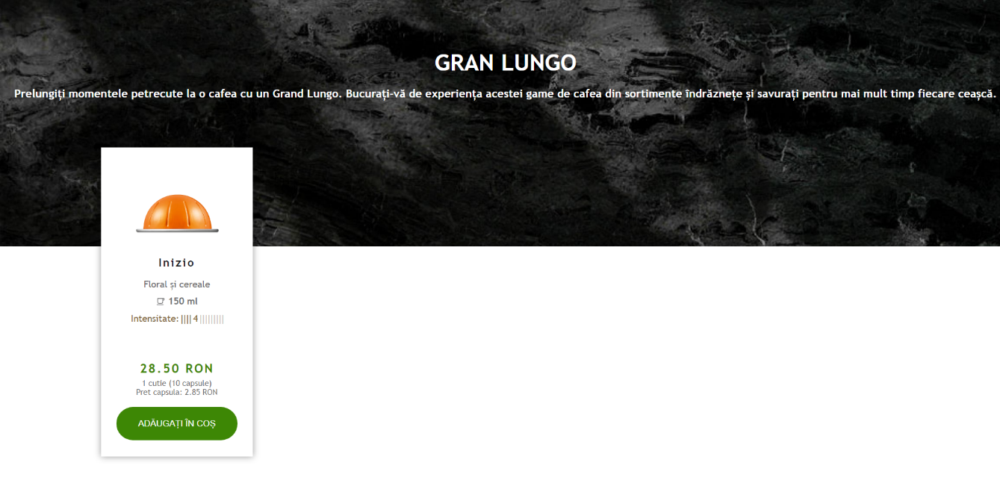 GRAN LUNGO
Prelungiți momentele petrecute la o cafea cu un Grand Lungo. Bucurați-vă de experiența acestei game de cafea din sortimente îndrăznețe și savurați pentru mai mult timp fiecare ceașcă.
Inizio
Floral și cereale
150 ml
Intensitate: |||| 4 |||||||||
28.50 RON
1 cutie (10 capsule)
Pret capsula: 2.85 RON
ADĂUGAȚI ÎN COȘ